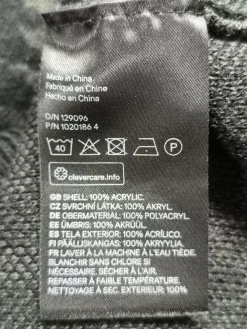 Made in China
Fabriqué en Chine
Hecho en China
O/N 129096
P/N 1020186 4
40
P
clevercare.info
GB SHELL: 100% ACRYLIC.
CZ SVRCHNÍ LÁTKA: 100% AKRYL.
DE OBERMATERIAL: 100% POLYACRYL.
EE ÜMBRIS: 100% AKRÜÜL.
ES TELA EXTERIOR: 100% ACRÍLICO.
FI PÄÄLLISKANGAS: 100% AKRYYLIA.
FR LAVER À LA MACHINE À L'EAU TIÈDE.
BLANCHIR SANS CHLORE SI
NÉCESSAIRE. SÉCHER À L'AIR.
REPASSER À FAIBLE TEMPÉRATURE.
NETTOYAGE À SEC. EXTERIEUR: 100%